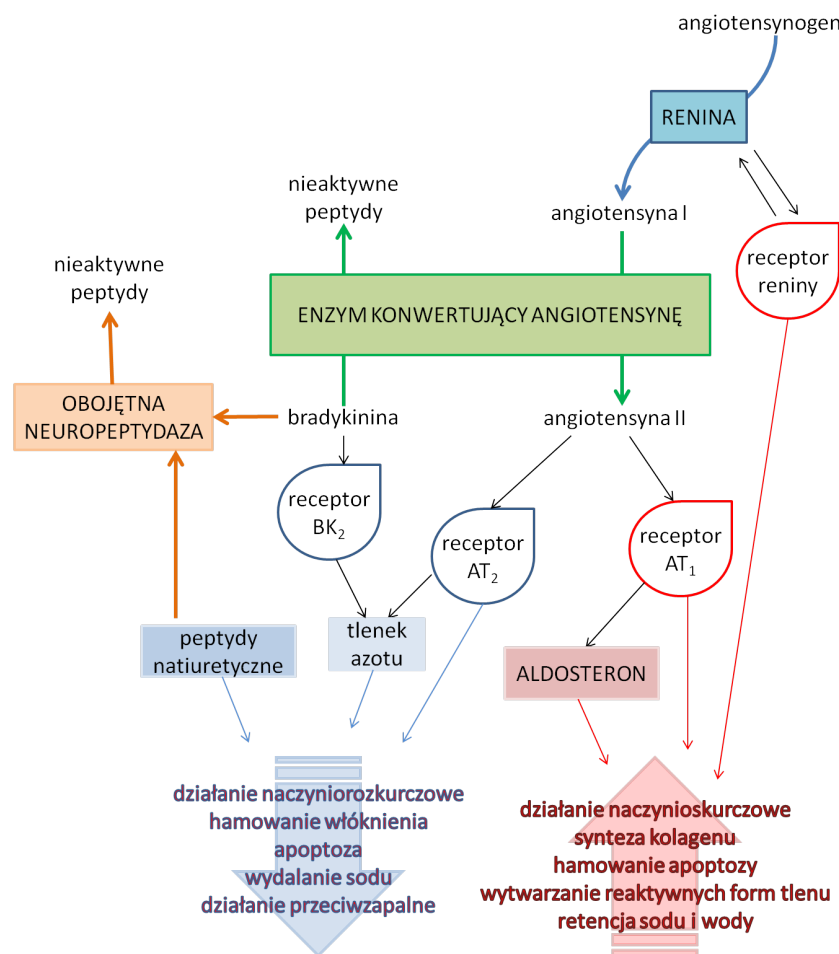 angiotensynogen
RENINA
nieaktywne
peptydy
angiotensyna I
receptor
reniny
nieaktywne
peptydy
ENZYM KONWERTUJĄCY ANGIOTENSYNĘ
OBOJĘTNA
NEUROPEPTYDAZA
bradykinina
angiotensyna II
receptor
BK2
receptor
AT2
receptor
AT1
peptydy
natiuretyczne
tlenek
azotu
ALDOSTERON
działanie naczyniorozkurczowe
hamowanie włóknienia
apoptoza
wydalanie sodu
działanie przeciwzapalne
działanie naczynioskurczowe
synteza kolagenu
hamowanie apoptozy
wytwarzanie reaktywnych form tlenu
retencja sodu i wody